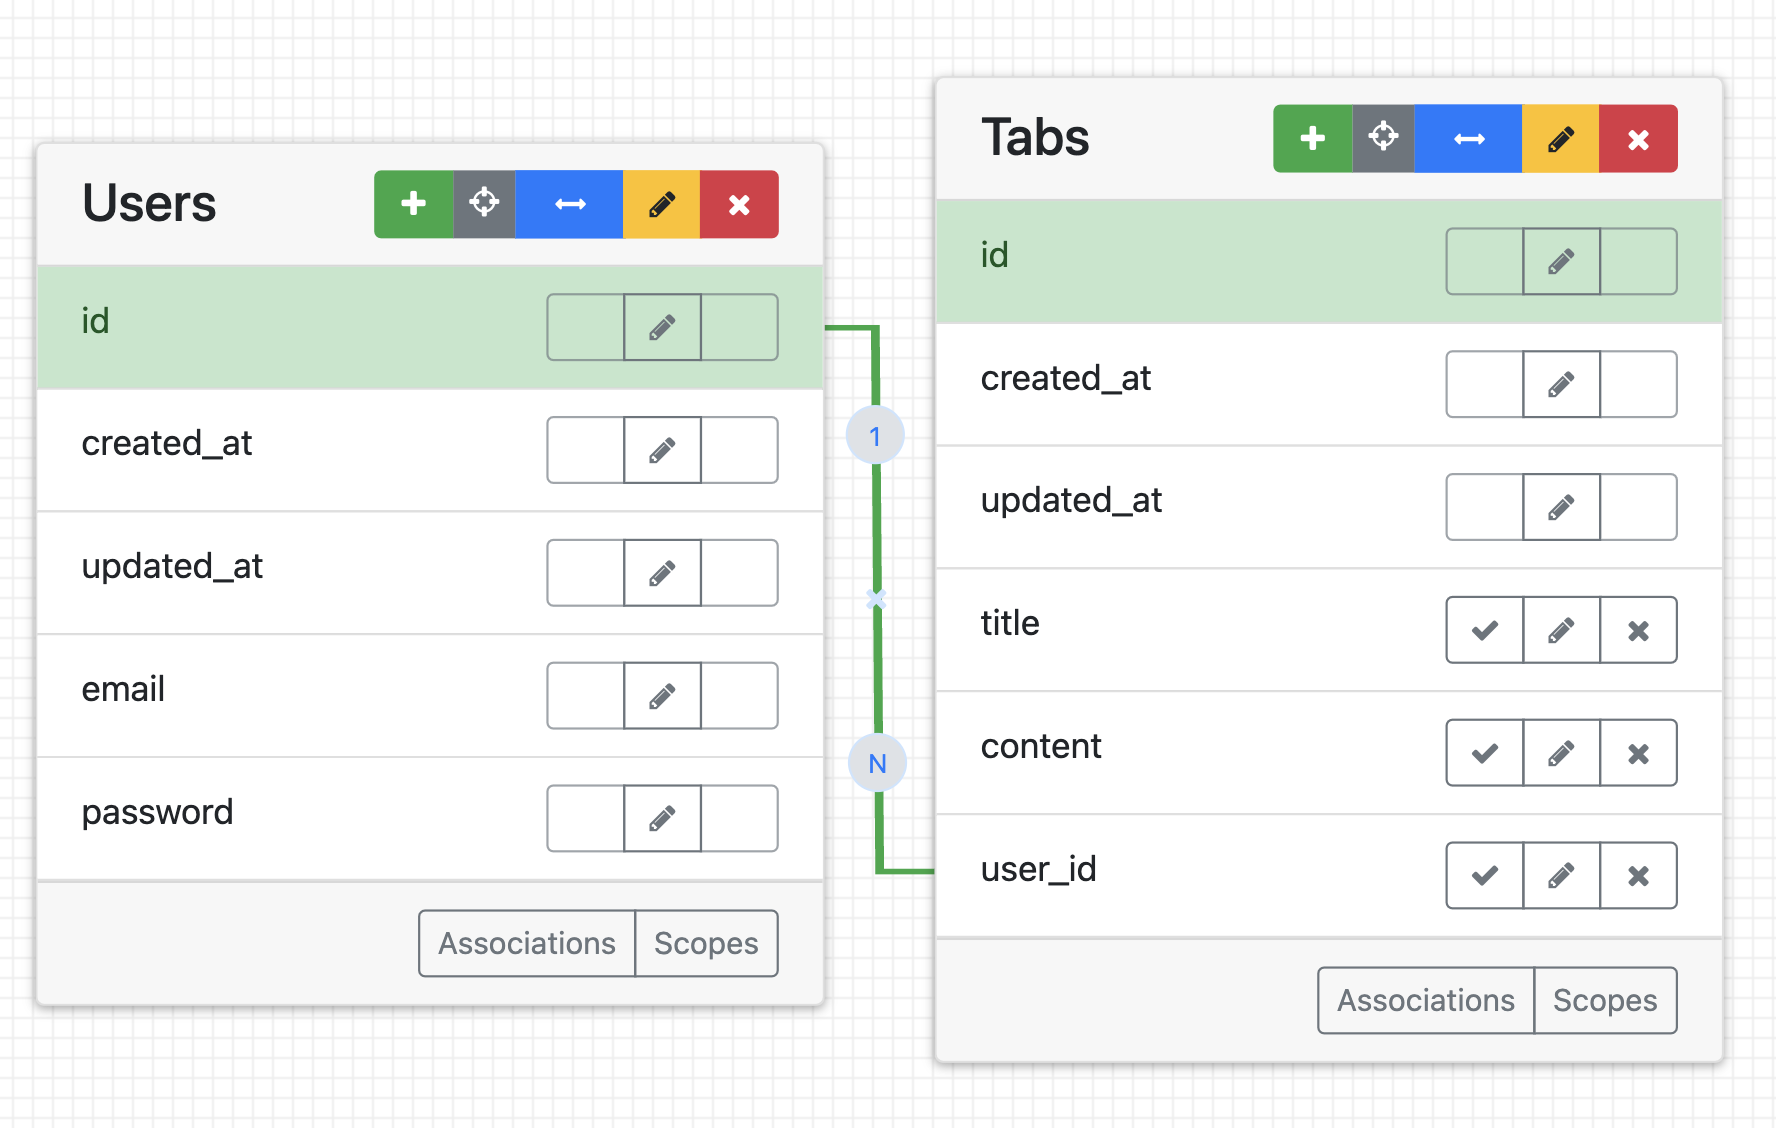 Users
id
created_at
updated_at
email
password
Associations
Scopes
1
N
Tabs
id
created_at
updated_at
title
content
user_id
Associations
Scopes